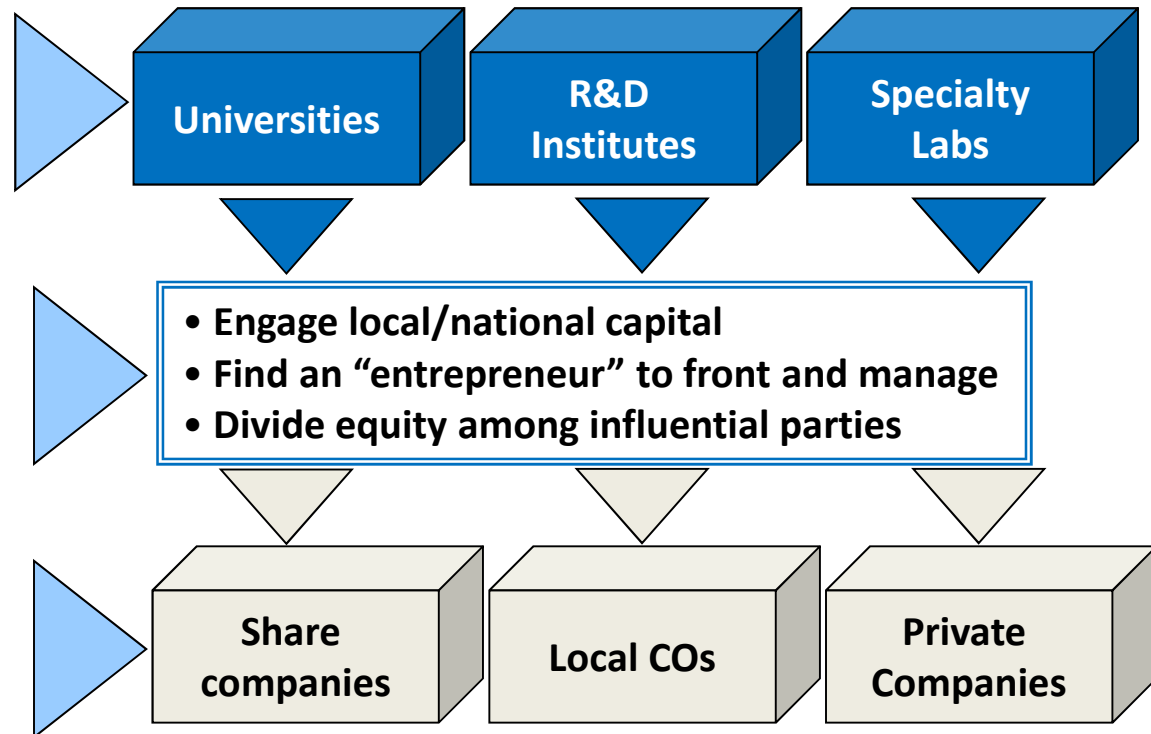 Universities
R&D
Institutes
Specialty
Labs
• Engage local/national capital
• Find an “entrepreneur” to front and manage
• Divide equity among influential parties
Share
companies
Local COs
Private
Companies